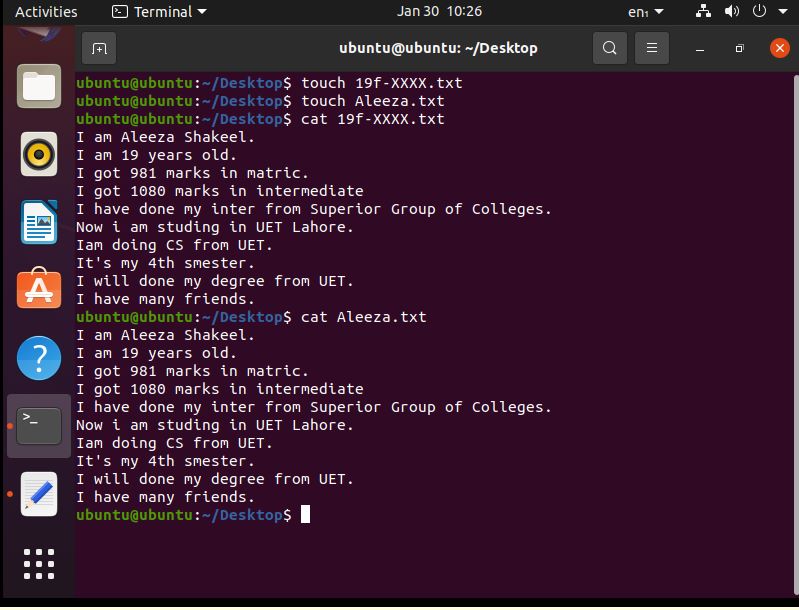 Activities
Terminal
Jan 30 10:26
en₁
ubuntu@ubuntu: ~/Desktop
ubuntu@ubuntu:~/Desktop$ touch 19f-XXXX.txt
ubuntu@ubuntu:~/Desktop$ touch Aleeza.txt
ubuntu@ubuntu:~/Desktop$ cat 19f-XXXX.txt
I am Aleeza Shakeel.
I am 19 years old.
I got 981 marks in matric.
I got 1080 marks in intermediate
I have done my inter from Superior Group of Colleges.
Now i am studing in UET Lahore.
Iam doing CS from UET.
It's my 4th smester.
I will done my degree from UET.
I have many friends.
ubuntu@ubuntu:~/Desktop$ cat Aleeza.txt
I am Aleeza Shakeel.
I am 19 years old.
I got 981 marks in matric.
I got 1080 marks in intermediate
I have done my inter from Superior Group of Colleges.
Now i am studing in UET Lahore.
Iam doing CS from UET.
It's my 4th smester.
I will done my degree from UET.
I have many friends.
ubuntu@ubuntu:~/Desktop$